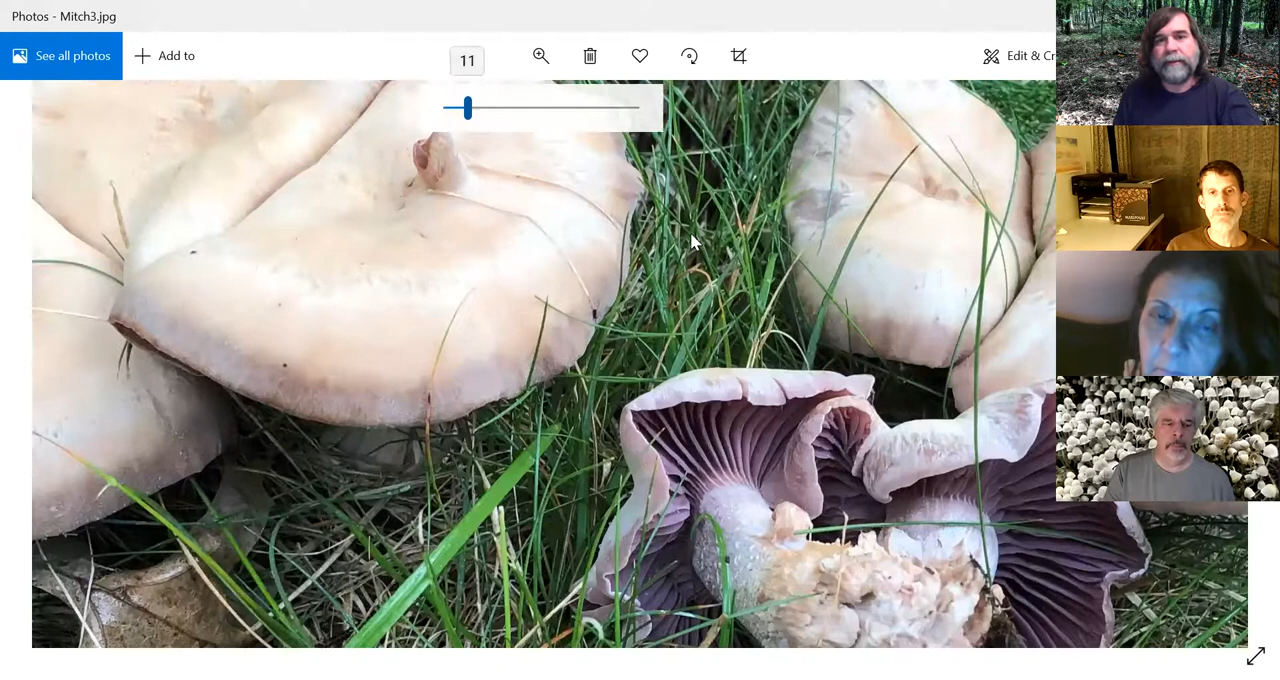 Photos - Mitch3.jpg
See all photos
Add to
11
Edit & Cr